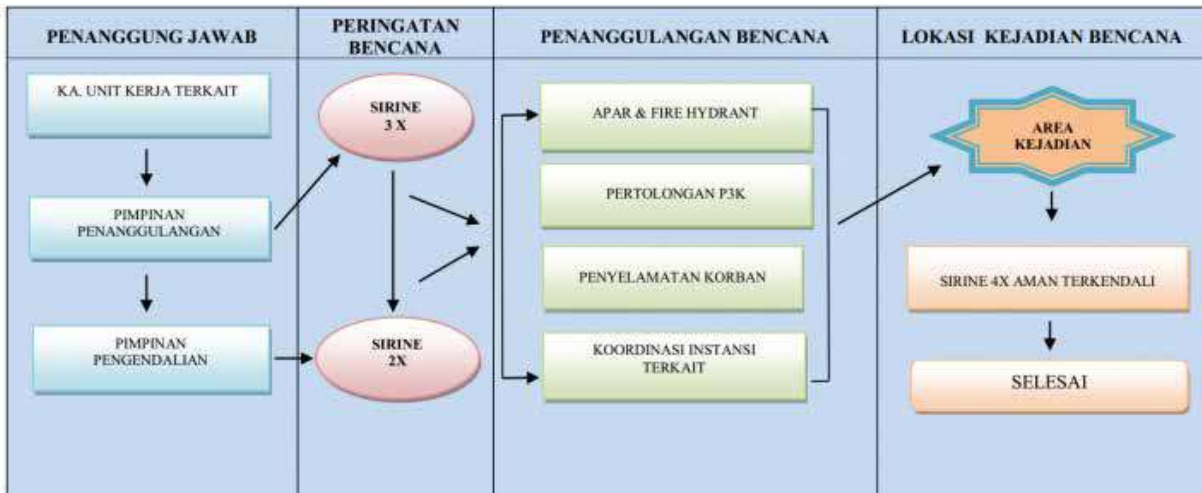 PENANGGUNG JAWAB
PERINGATAN
BENCANA
PENANGGULANGAN BENCANA
LOKASI KEJADIAN BENCANA
KA. UNIT KERJA TERKAIT
PIMPINAN
PENANGGULANGAN
PIMPINAN
PENGENDALIAN
SIRINE
3 X
SIRINE
2X
APAR & FIRE HYDRANT
PERTOLONGAN P3K
PENYELAMATAN KORBAN
KOORDINASI INSTANSI
TERKAIT
AREA
KEJADIAN
SIRINE 4X AMAN TERKENDALI
SELESAI